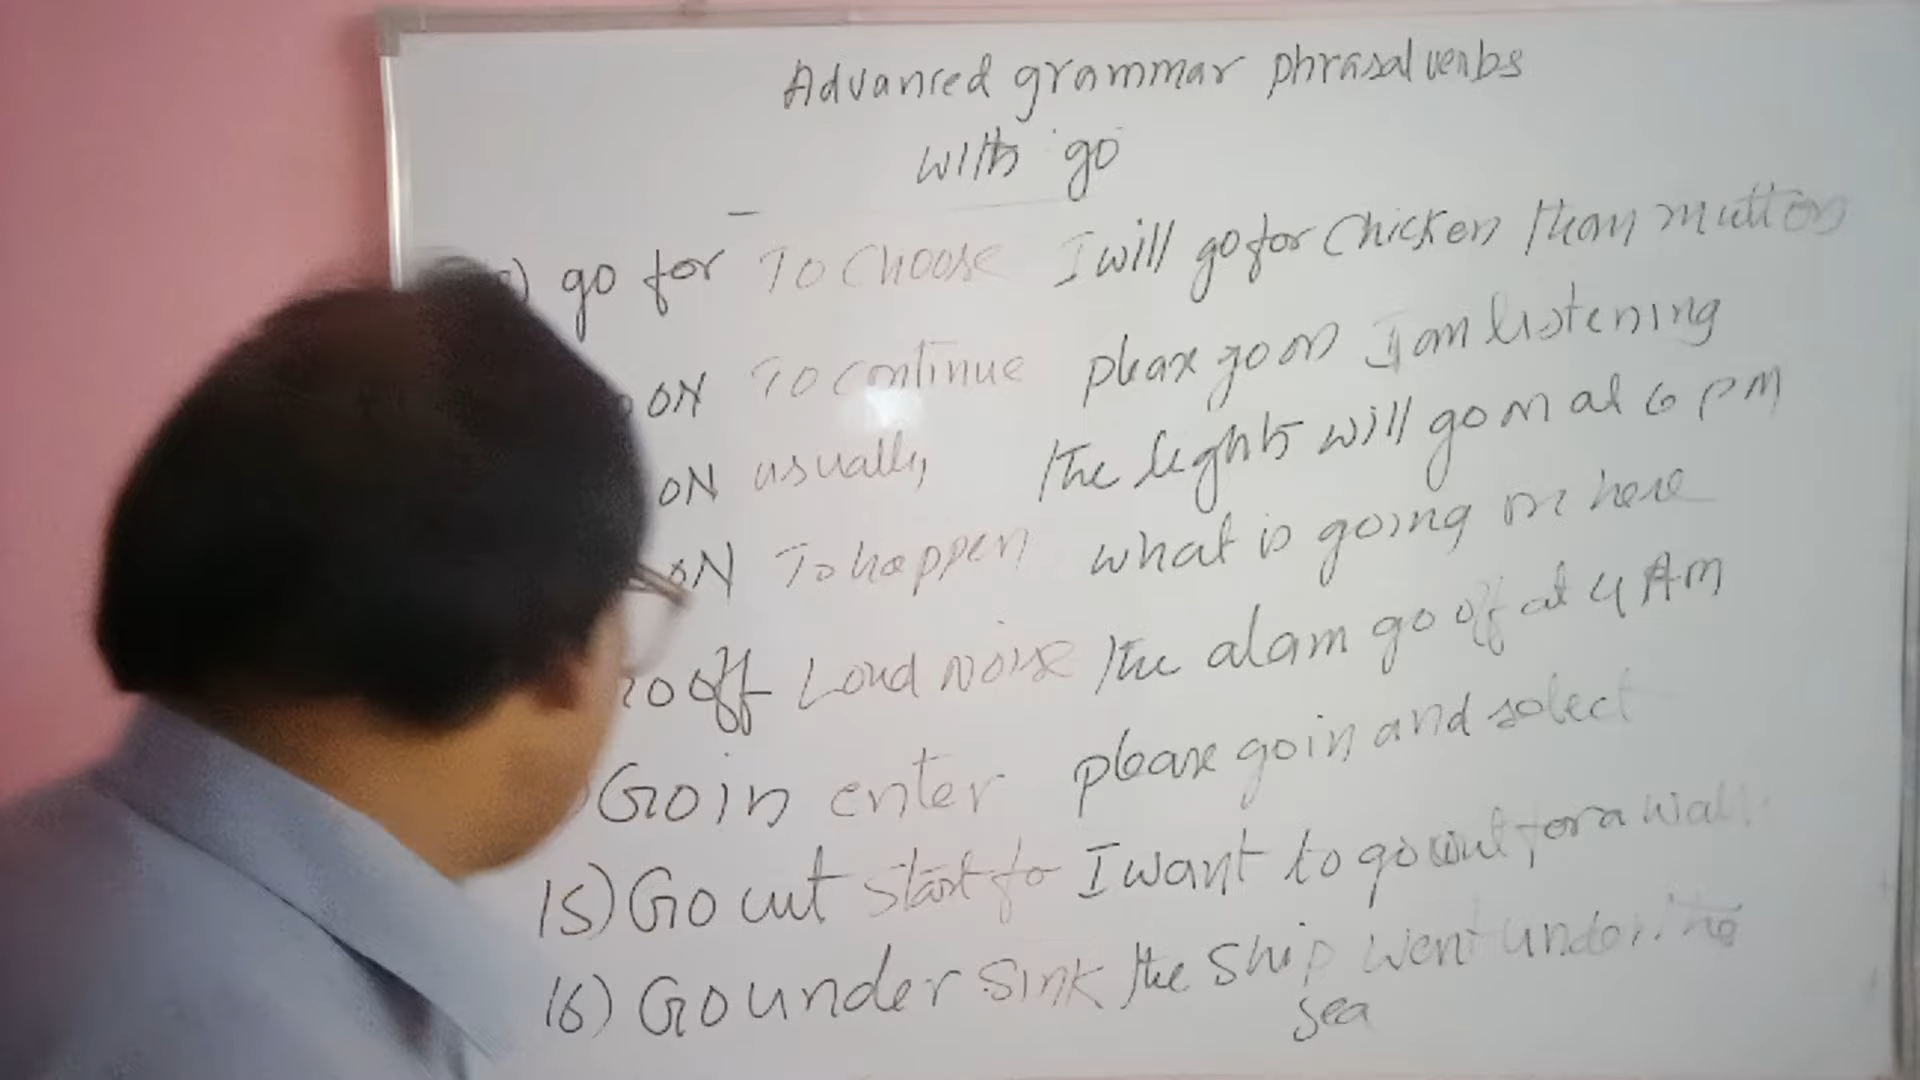 Advanced grammar phrasal verbs
with go
) go for To Choose I will go for Chicken than mutton
ON To continue please go on I am listening
ON usually the lights will go on at 6 PM
ON To happen what is going on here
go off Loud Noise the alam go off at 4 AM
) Go in enter please go in and select
15) Go out start to I want to go out for a walk
16) Go under Sink the ship went under the
sea